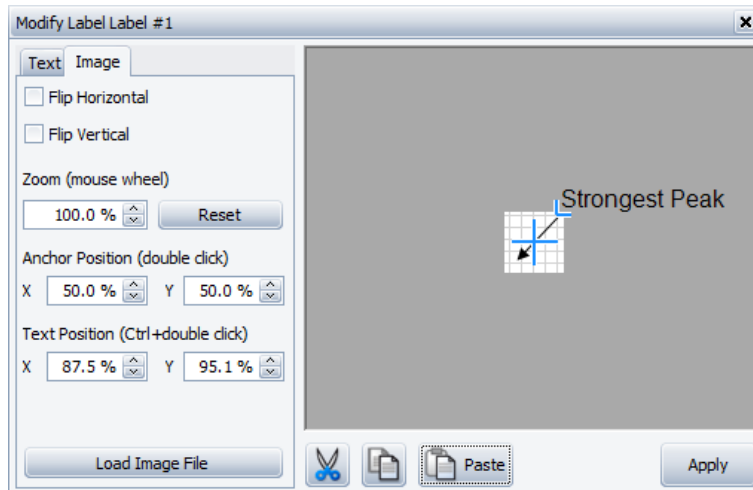 Modify Label Label #1
Text Image
Flip Horizontal
Flip Vertical
Zoom (mouse wheel)
100.0 % Reset
Anchor Position (double click)
X 50.0 % Y 50.0 %
Text Position (Ctrl+double click)
X 87.5 % Y 95.1 %
Load Image File
Strongest Peak
Paste Apply